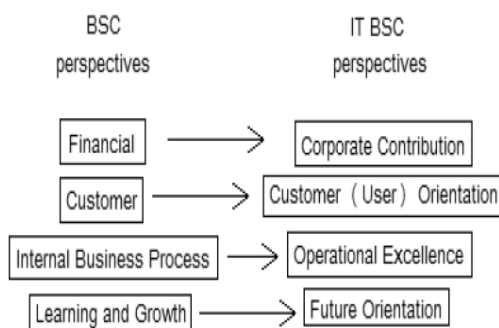 BSC
perspectives
IT BSC
perspectives
Financial
Corporate Contribution
Customer
Customer ( User ) Orientation
Internal Business Process
Operational Excellence
Learning and Growth
Future Orientation